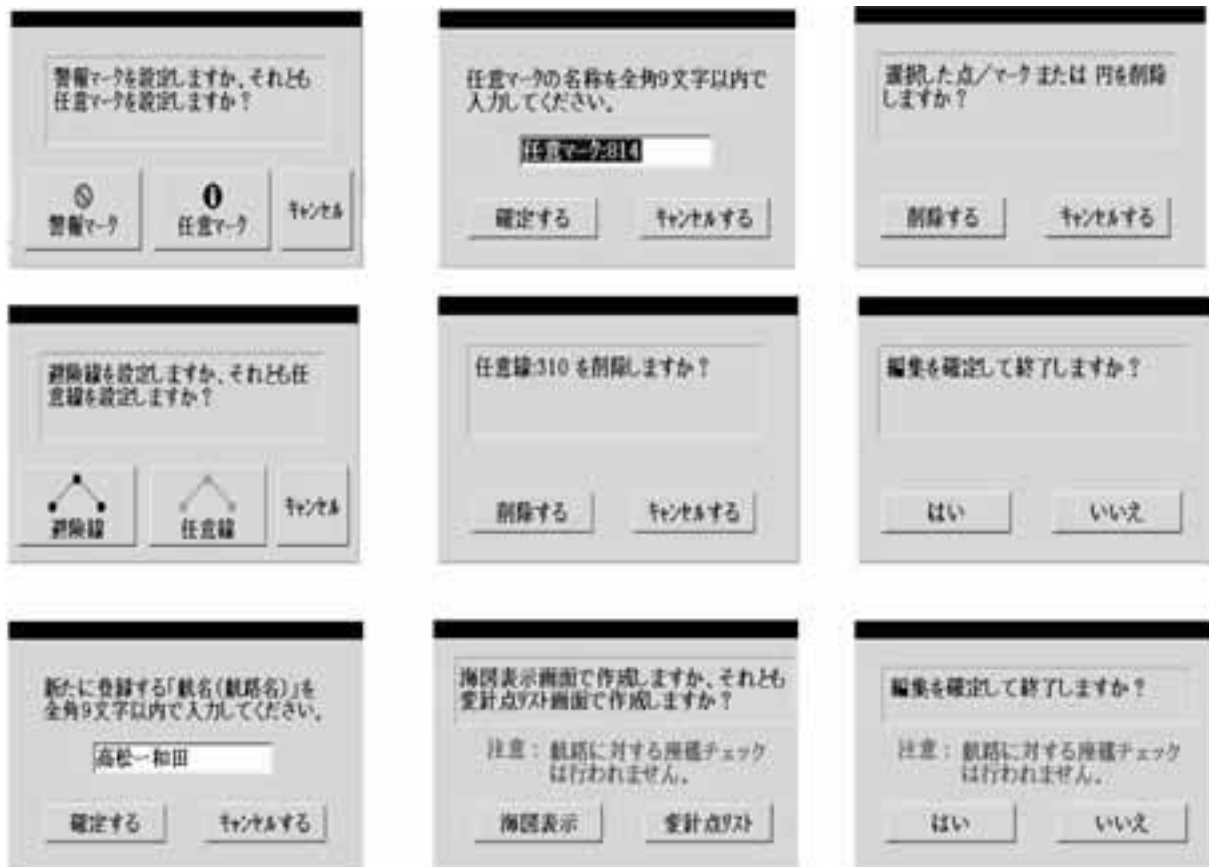 警報マークを設定しますか、それとも
任意マークを設定しますか？
警報マーク
任意マーク
キャンセル
任意マークの名称を全角9文字以内で
入力してください。
任意マーク:814
確定する
キャンセルする
選択した点／マークまたは 円を削除
しますか？
削除する
キャンセルする
避険線を設定しますか、それとも任
意線を設定しますか？
避険線
任意線
キャンセル
任意線:310 を削除しますか？
削除する
キャンセルする
編集を確定して終了しますか？
はい
いいえ
新たに登録する「航名(航路名)」を
全角9文字以内で入力してください。
高松－和田
確定する
キャンセルする
海図表示画面で作成しますか、それとも
変針点リスト画面で作成しますか？
注意： 航路に対する座礁チェック
は行われません。
海図表示
変針点リスト
編集を確定して終了しますか？
注意： 航路に対する座礁チェック
は行われません。
はい
いいえ